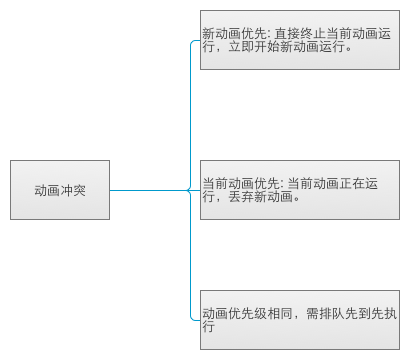 新动画优先: 直接终止当前动画运
行，立即开始新动画运行。
动画冲突
当前动画优先: 当前动画正在运
行，丢弃新动画。
动画优先级相同，需排队先到先执
行